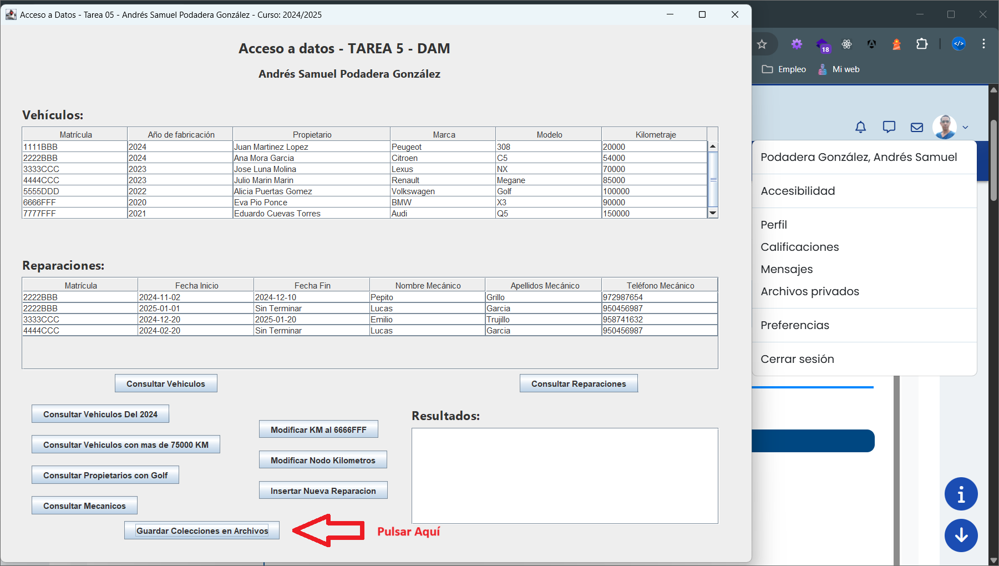 Acceso a Datos - Tarea 05 - Andrés Samuel Podadera González - Curso: 2024/2025
Acceso a datos - TAREA 5 - DAM
Andrés Samuel Podadera González
Vehículos:
Matrícula Año de fabricación Propietario Marca Modelo Kilometraje
1111BBB 2024 Juan Martinez Lopez Peugeot 308 20000
2222BBB 2024 Ana Mora Garcia Citroen C5 54000
3333CCC 2023 Jose Luna Molina Lexus NX 70000
4444CCC 2023 Julio Marin Marin Renault Megane 85000
5555DDD 2022 Alicia Puertas Gomez Volkswagen Golf 100000
6666FFF 2020 Eva Pio Ponce BMW X3 90000
7777FFF 2021 Eduardo Cuevas Torres Audi Q5 150000
Reparaciones:
Matrícula Fecha Inicio Fecha Fin Nombre Mecánico Apellidos Mecánico Teléfono Mecánico
2222BBB 2024-11-02 2024-12-10 Pepito Grillo 972987654
2222BBB 2025-01-01 Sin Terminar Lucas Garcia 950456987
3333CCC 2024-12-20 2025-01-20 Emilio Trujillo 958741632
4444CCC 2024-02-20 Sin Terminar Lucas Garcia 950456987
Consultar Vehiculos
Consultar Reparaciones
Consultar Vehiculos Del 2024
Consultar Vehiculos con mas de 75000 KM
Consultar Propietarios con Golf
Consultar Mecanicos
Modificar KM al 6666FFF
Modificar Nodo Kilometros
Insertar Nueva Reparacion
Resultados:
Guardar Colecciones en Archivos
Pulsar Aquí
18
</>
Empleo
Mi web
Podadera González, Andrés Samuel
Accesibilidad
Perfil
Calificaciones
Mensajes
Archivos privados
Preferencias
Cerrar sesión